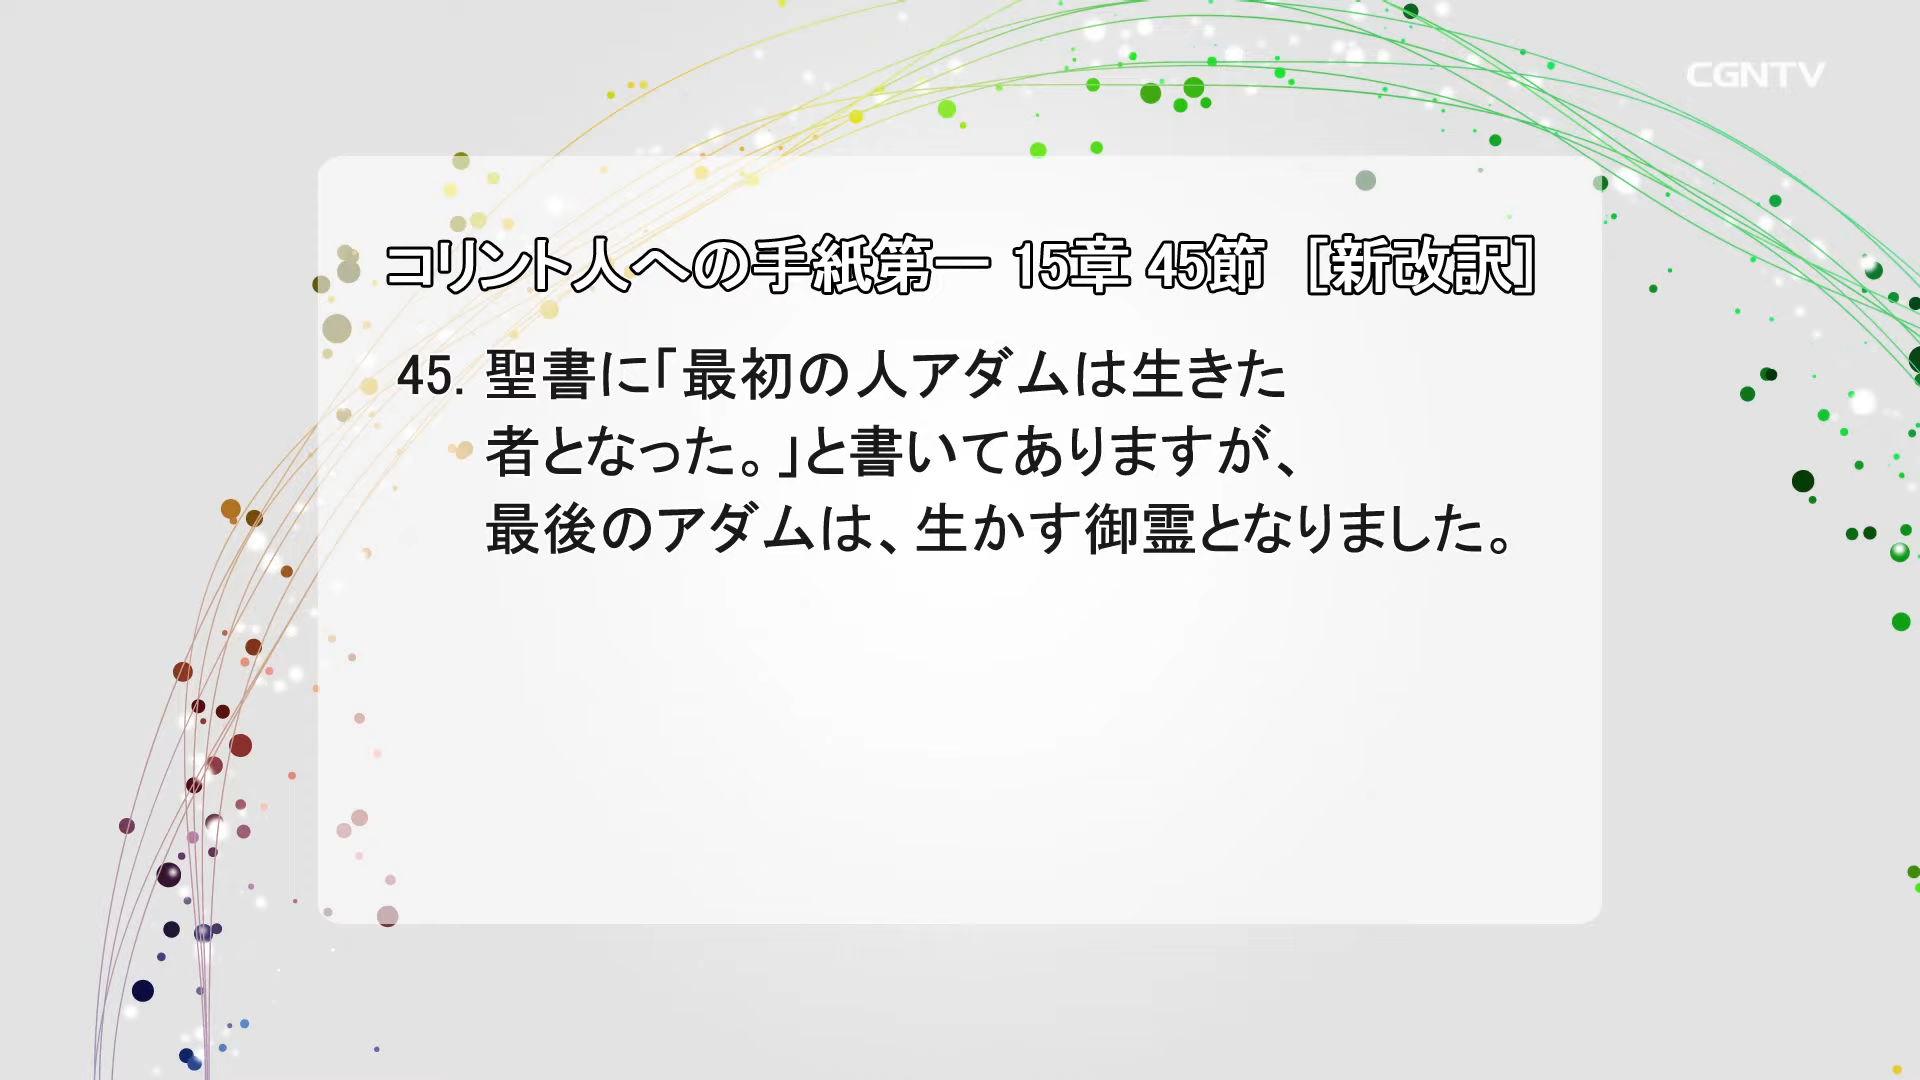 CGNTV
コリント人への手紙第一 15章 45節 [新改訳]
45. 聖書に「最初の人アダムは生きた
者となった。」と書いてありますが、
最後のアダムは、生かす御霊となりました。